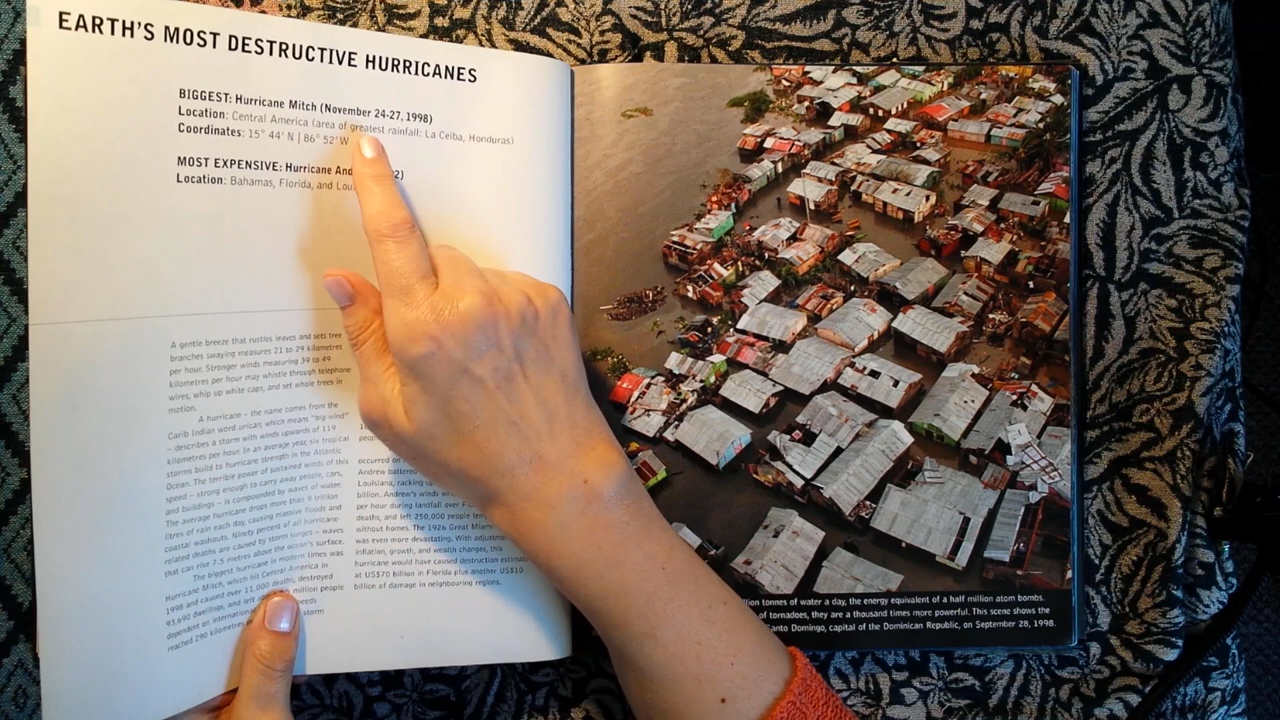 EARTH'S MOST DESTRUCTIVE HURRICANES
BIGGEST: Hurricane Mitch (November 24-27, 1998)
Location: Central America (area of greatest rainfall: La Ceiba, Honduras)
Coordinates: 15° 44' N | 86° 52' W
MOST EXPENSIVE: Hurricane And 2)
Location: Bahamas, Florida, and Lou
A gentle breeze that rustles leaves and sets tree
branches swaying measures 21 to 29 kilometres
per hour. Stronger winds measuring 39 to 49
kilometres per hour may whistle through telephone
wires, whip up white caps, and set whole trees in
motion.
A hurricane – the name comes from the
Carib Indian word urican, which means "big wind"
– describes a storm with winds upwards of 119
kilometres per hour. In an average year, six tropical
storms build to hurricane strength in the Atlantic
Ocean. The terrible power of sustained winds of this
speed – strong enough to carry away people, cars,
and buildings – is compounded by waves of water.
The average hurricane drops more than 9 trillion
litres of rain each day, causing massive floods and
coastal washouts. Ninety percent of all hurricane-
related deaths are caused by storm surges – waves
that can rise 7.5 metres above the ocean's surface.
The biggest hurricane in modern times was
Hurricane Mitch, which hit Central America in
1998 and caused over 11,000 deaths, destroyed
93,690 dwellings, and left million people
dependent on international needs
storm
reached 290 kilometres
occurred on
Andrew battered
Louisiana, racking up
billion. Andrew's winds
per hour during landfall over
deaths, and left 250,000 people
without homes. The 1926 Great Miami
was even more devastating. With
inflation, growth, and wealth changes, this
hurricane would have caused destruction
at US$70 billion in Florida plus another US$10
billion of damage in neighbouring regions.
tonnes of water a day, the energy equivalent of a half million atom bombs.
of tornadoes, they are a thousand times more powerful. This scene shows the
Santo Domingo, capital of the Dominican Republic, on September 28, 1998.